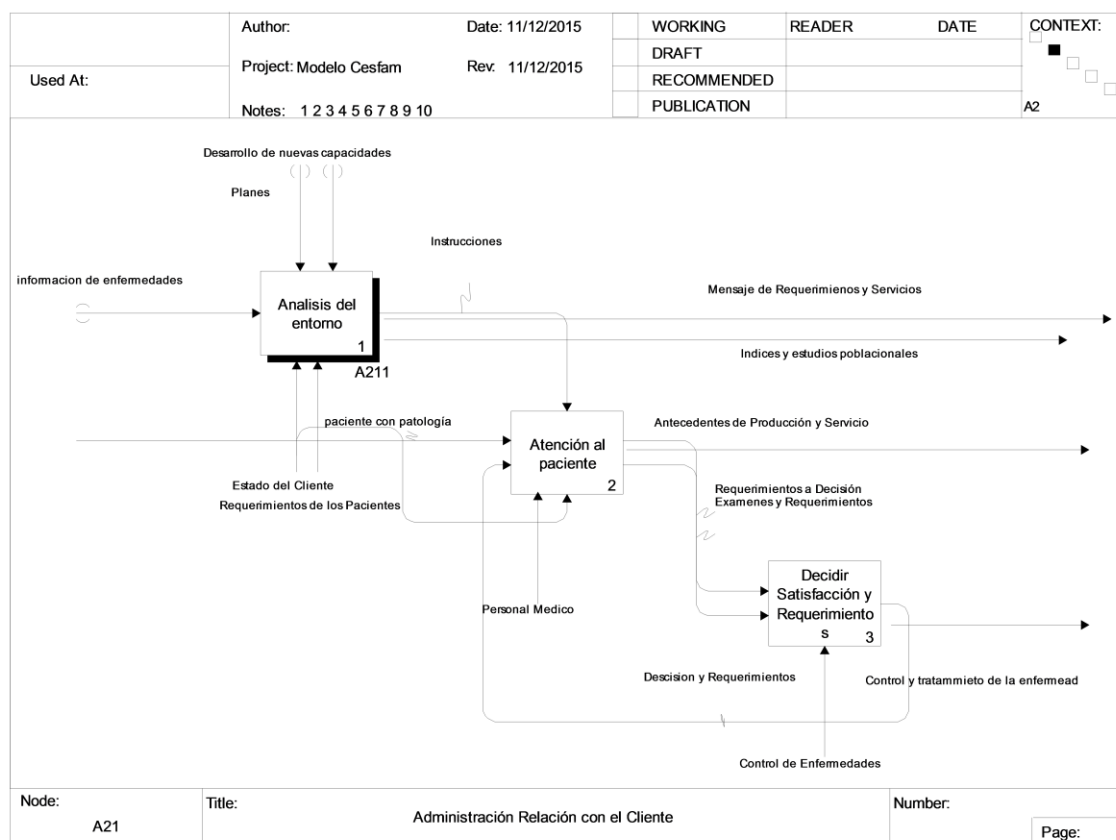 Used At:
Author:
Date: 11/12/2015
Project: Modelo Cesfam
Rev: 11/12/2015
Notes: 1 2 3 4 5 6 7 8 9 10
WORKING
DRAFT
RECOMMENDED
PUBLICATION
READER
DATE
CONTEXT:
A2
Desarrollo de nuevas capacidades
Planes
Instrucciones
informacion de enfermedades
Mensaje de Requerimienos y Servicios
Analisis del
entorno
1
A211
Indices y estudios poblacionales
paciente con patología
Antecedentes de Producción y Servicio
Atención al
paciente
2
Estado del Cliente
Requerimientos de los Pacientes
Requerimientos a Decisión
Examenes y Requerimientos
Decidir
Satisfacción y
Requerimiento
s
3
Personal Medico
Descision y Requerimientos
Control y tratammieto de la enfermead
Control de Enfermedades
Node:
A21
Title:
Administración Relación con el Cliente
Number:
Page: